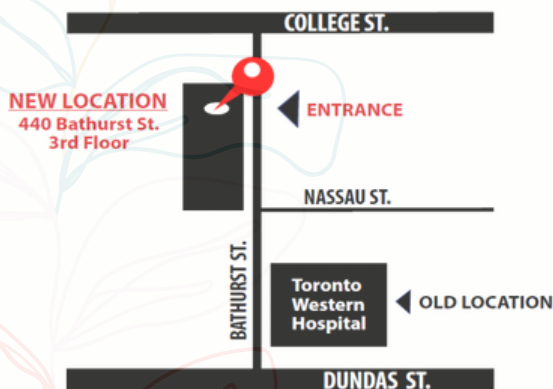 COLLEGE ST.
NEW LOCATION
440 Bathurst St.
3rd Floor
ENTRANCE
NASSAU ST.
BATHURST ST.
Toronto
Western
Hospital
OLD LOCATION
DUNDAS ST.